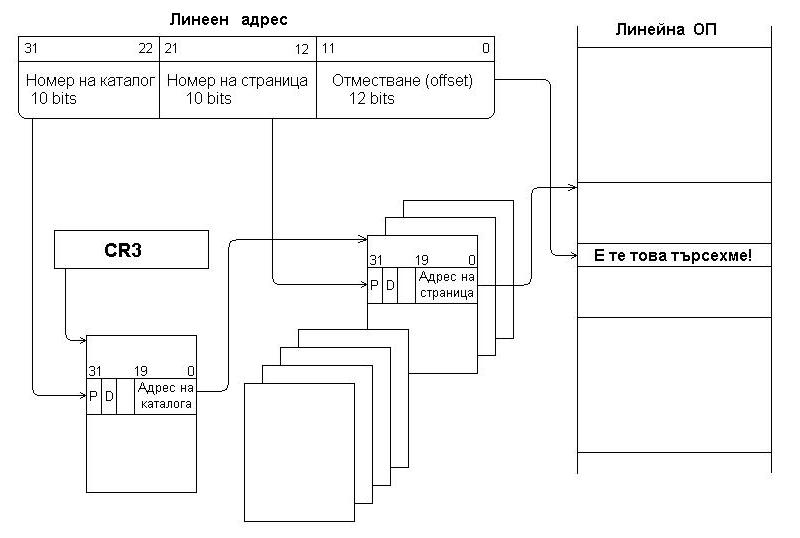 Линеен адрес
31 22 21 12 11 0
Номер на каталог
10 bits
Номер на страница
10 bits
Отместване (offset)
12 bits
Линейна ОП
CR3
31 19 0
P D Адрес на
страница
Е те това търсехме!
31 19 0
P D Адрес на
каталога